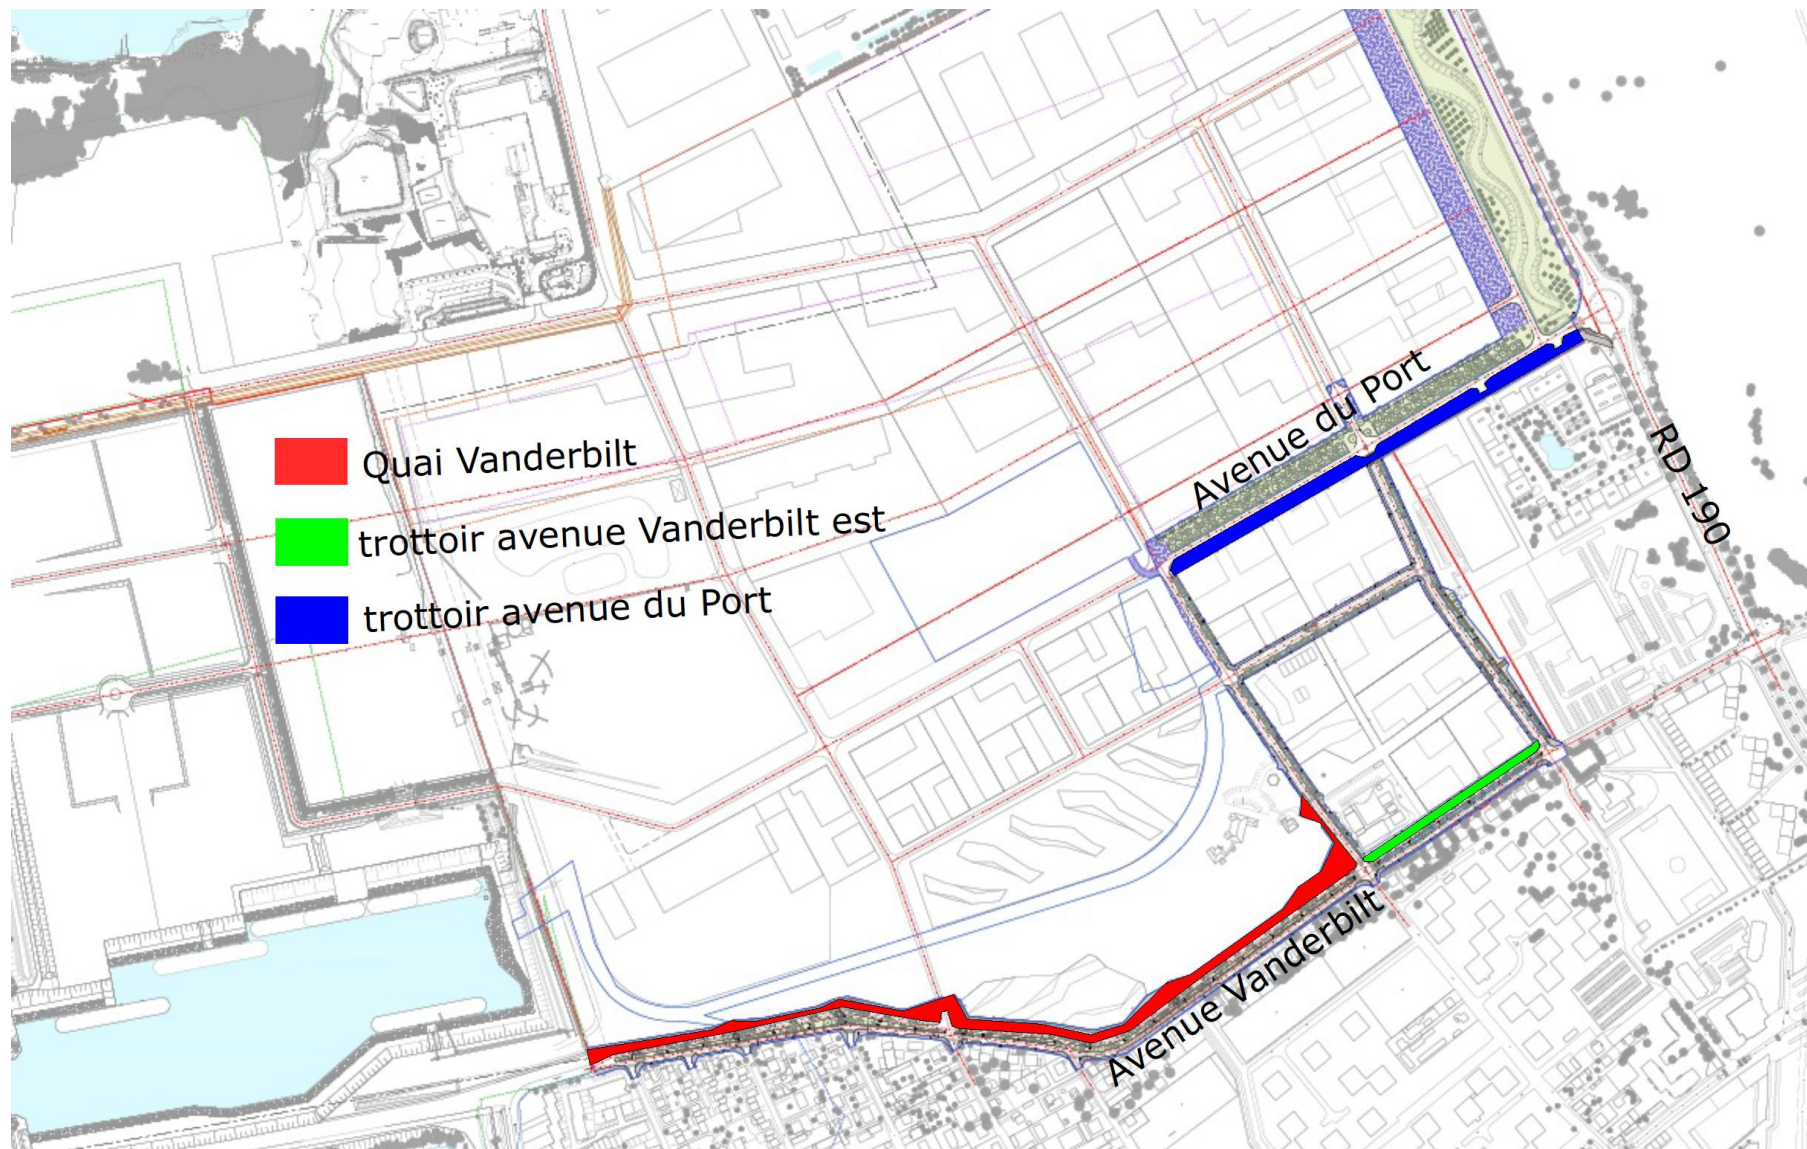 Quai Vanderbilt
trottoir avenue Vanderbilt est
trottoir avenue du Port
Avenue du Port
RD 190
Avenue Vanderbilt